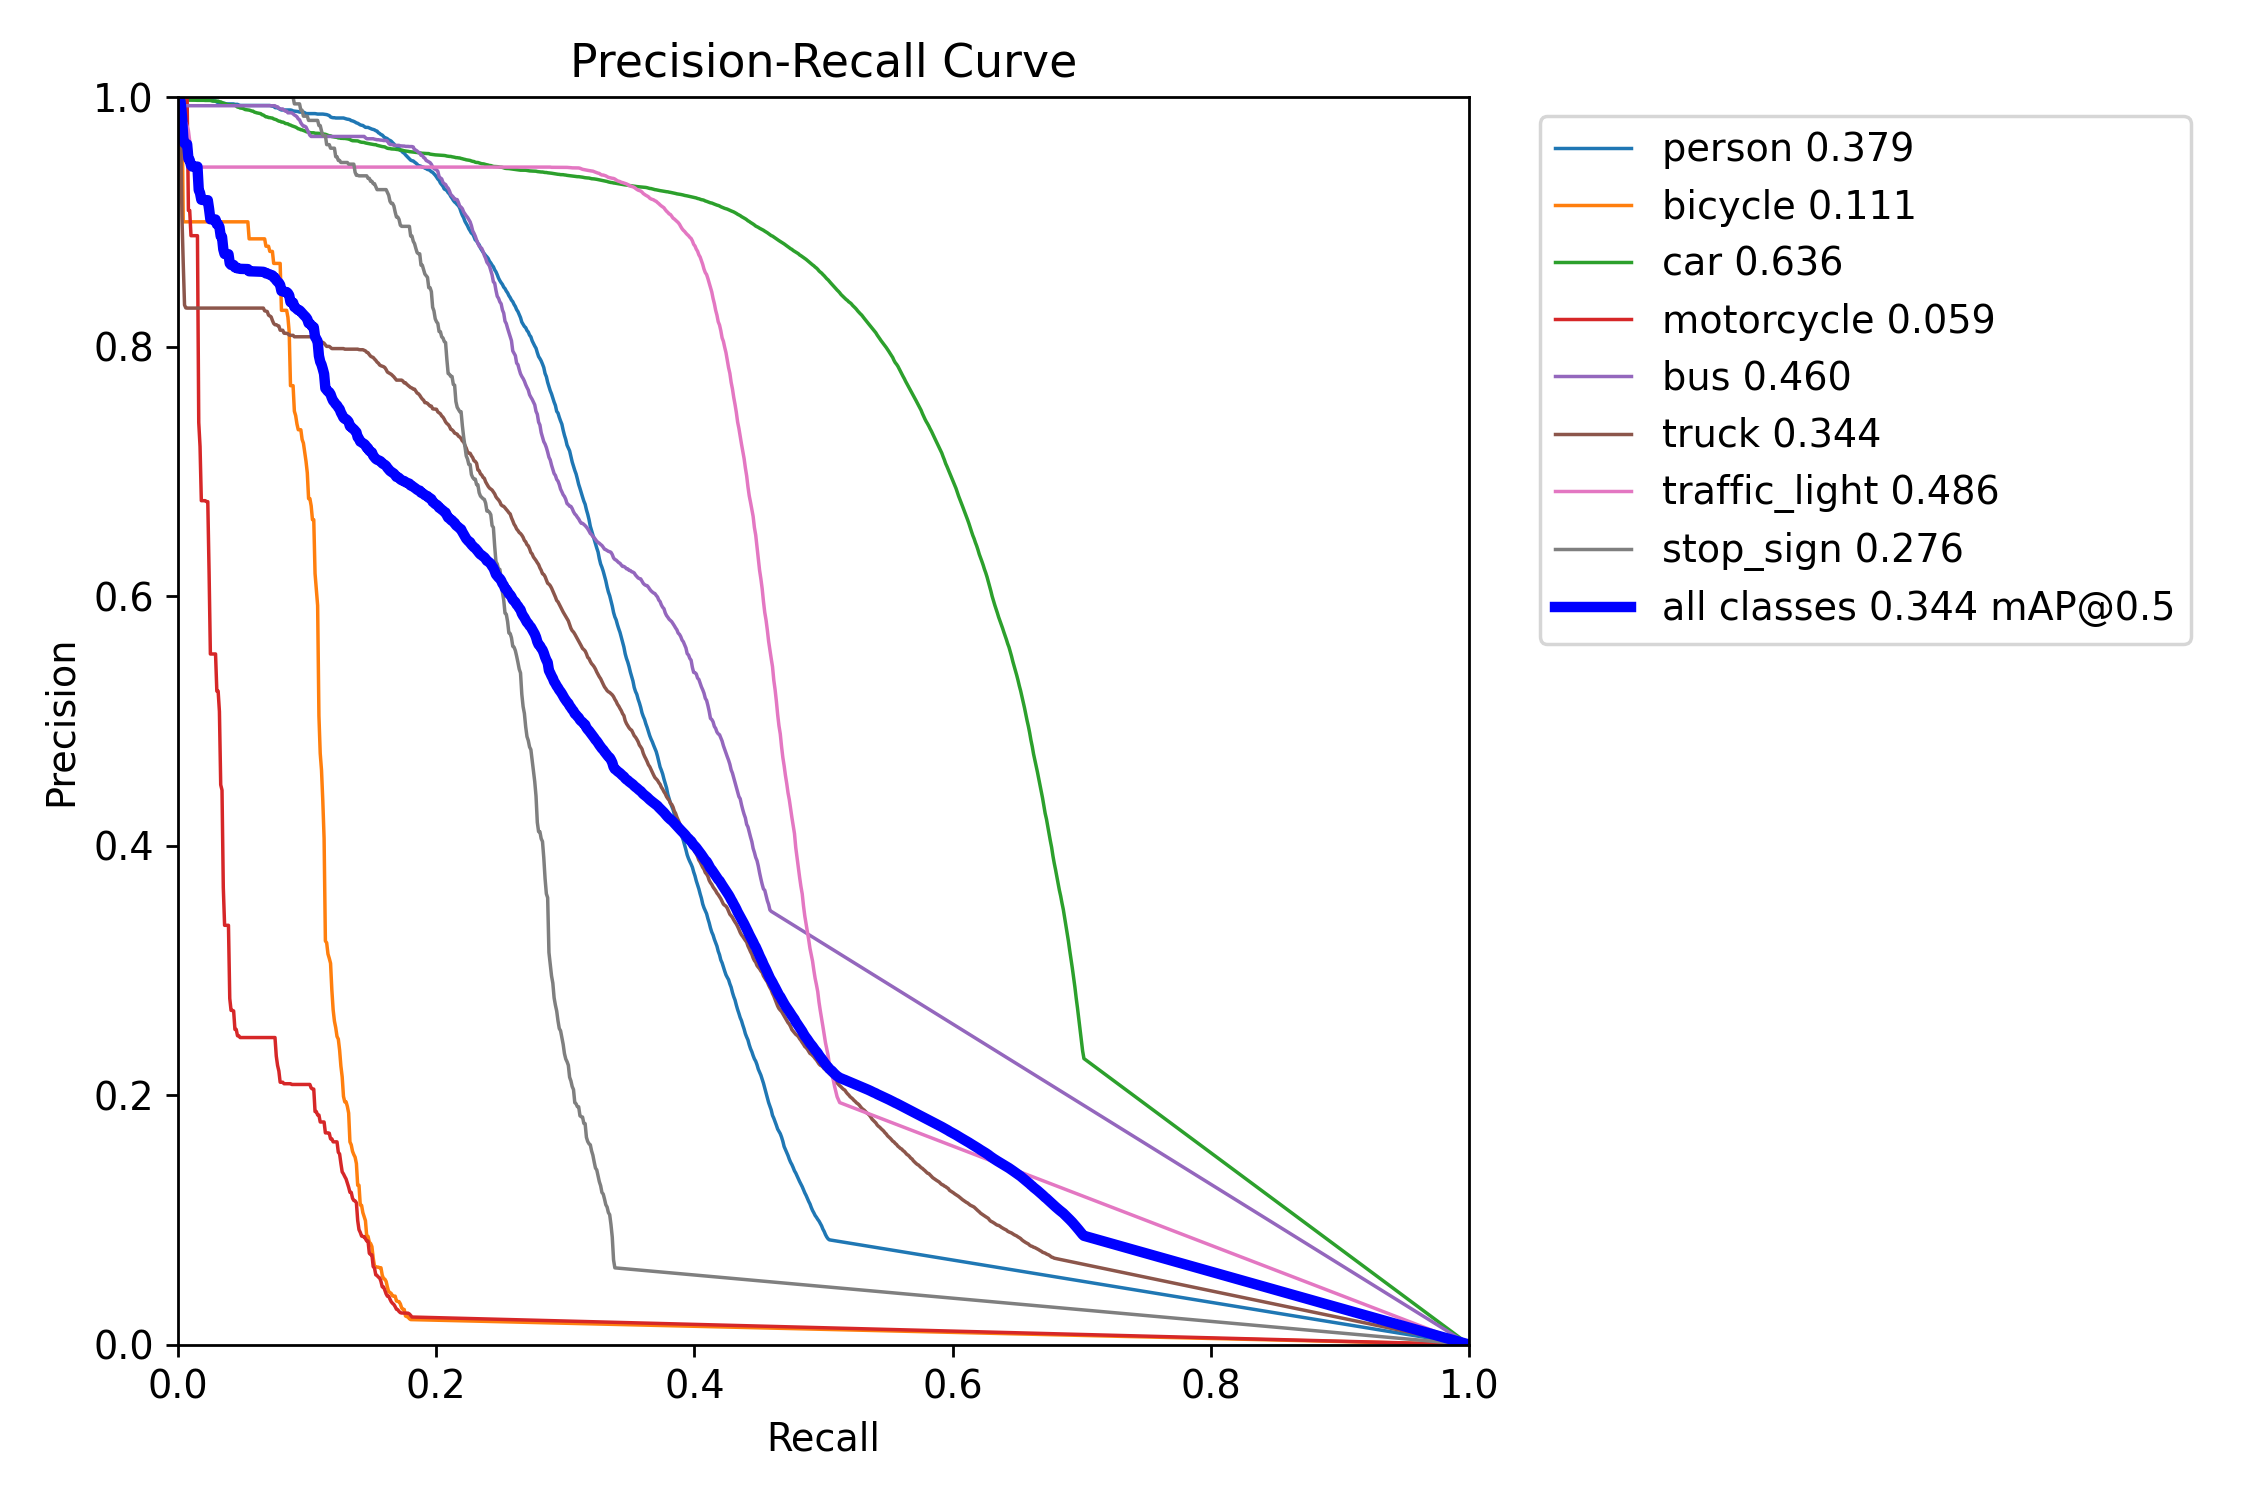 Precision-Recall Curve
1.0
0.8
0.6
0.4
0.2
0.0
Precision
0.0 0.2 0.4 0.6 0.8 1.0
Recall
person 0.379
bicycle 0.111
car 0.636
motorcycle 0.059
bus 0.460
truck 0.344
traffic_light 0.486
stop_sign 0.276
all classes 0.344 mAP@0.5